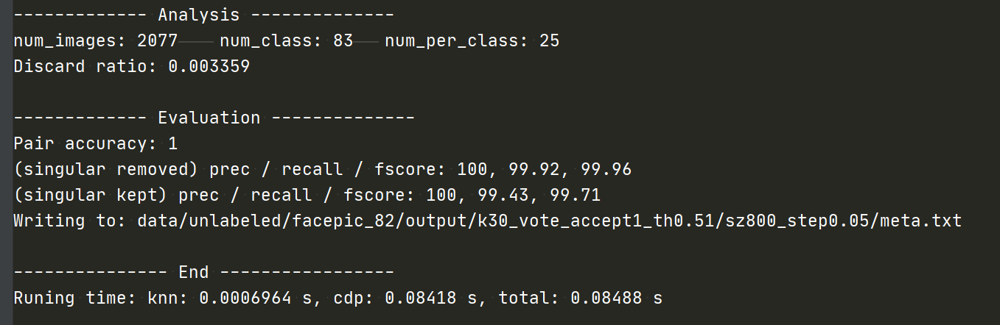 ------------- Analysis --------------
num_images: 2077 num_class: 83 num_per_class: 25
Discard ratio: 0.003359
------------- Evaluation --------------
Pair accuracy: 1
(singular removed) prec / recall / fscore: 100, 99.92, 99.96
(singular kept) prec / recall / fscore: 100, 99.43, 99.71
Writing to: data/unlabeled/facepic_82/output/k30_vote_accept1_th0.51/sz800_step0.05/meta.txt
--------------- End -----------------
Runing time: knn: 0.0006964 s, cdp: 0.08418 s, total: 0.08488 s